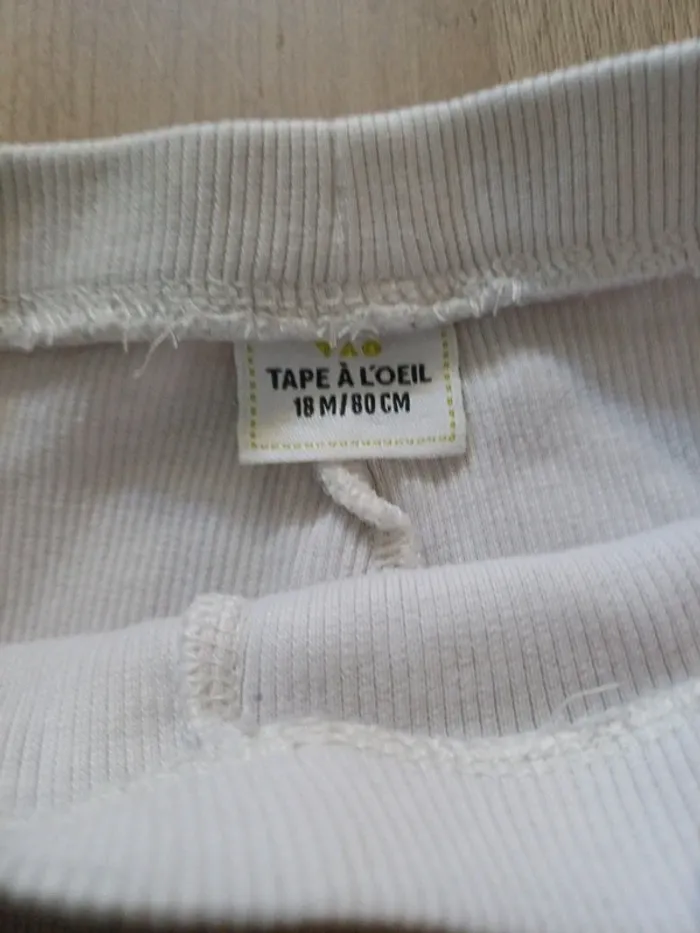 TAO
TAPE À L'OEIL
18 M/80 CM